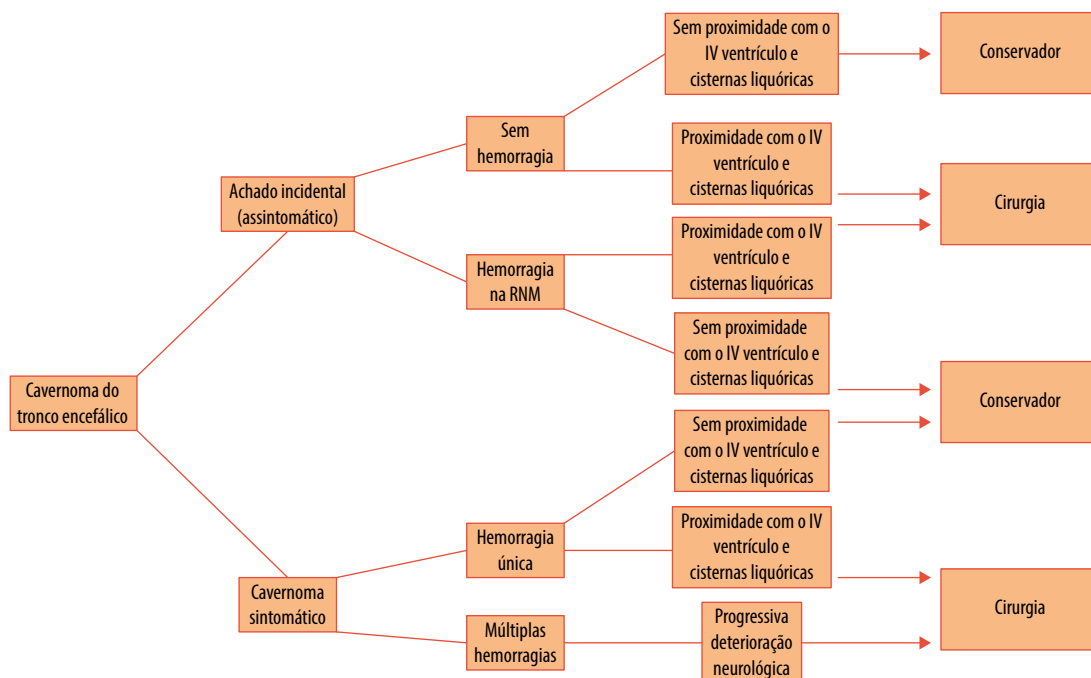 Cavernoma do
tronco encefálico
Achado incidental
(assintomático)
Sem
hemorragia
Sem proximidade com o
IV ventrículo e
cisternas liquóricas
Conservador
Proximidade com o IV
ventrículo e
cisternas liquóricas
Cirurgia
Hemorragia
na RNM
Proximidade com o IV
ventrículo e
cisternas liquóricas
Sem proximidade
com o IV ventrículo e
cisternas liquóricas
Conservador
Cavernoma
sintomático
Hemorragia
única
Sem proximidade
com o IV ventrículo e
cisternas liquóricas
Proximidade com o IV
ventrículo e
cisternas liquóricas
Cirurgia
Múltiplas
hemorragias
Progressiva
deterioração
neurológica